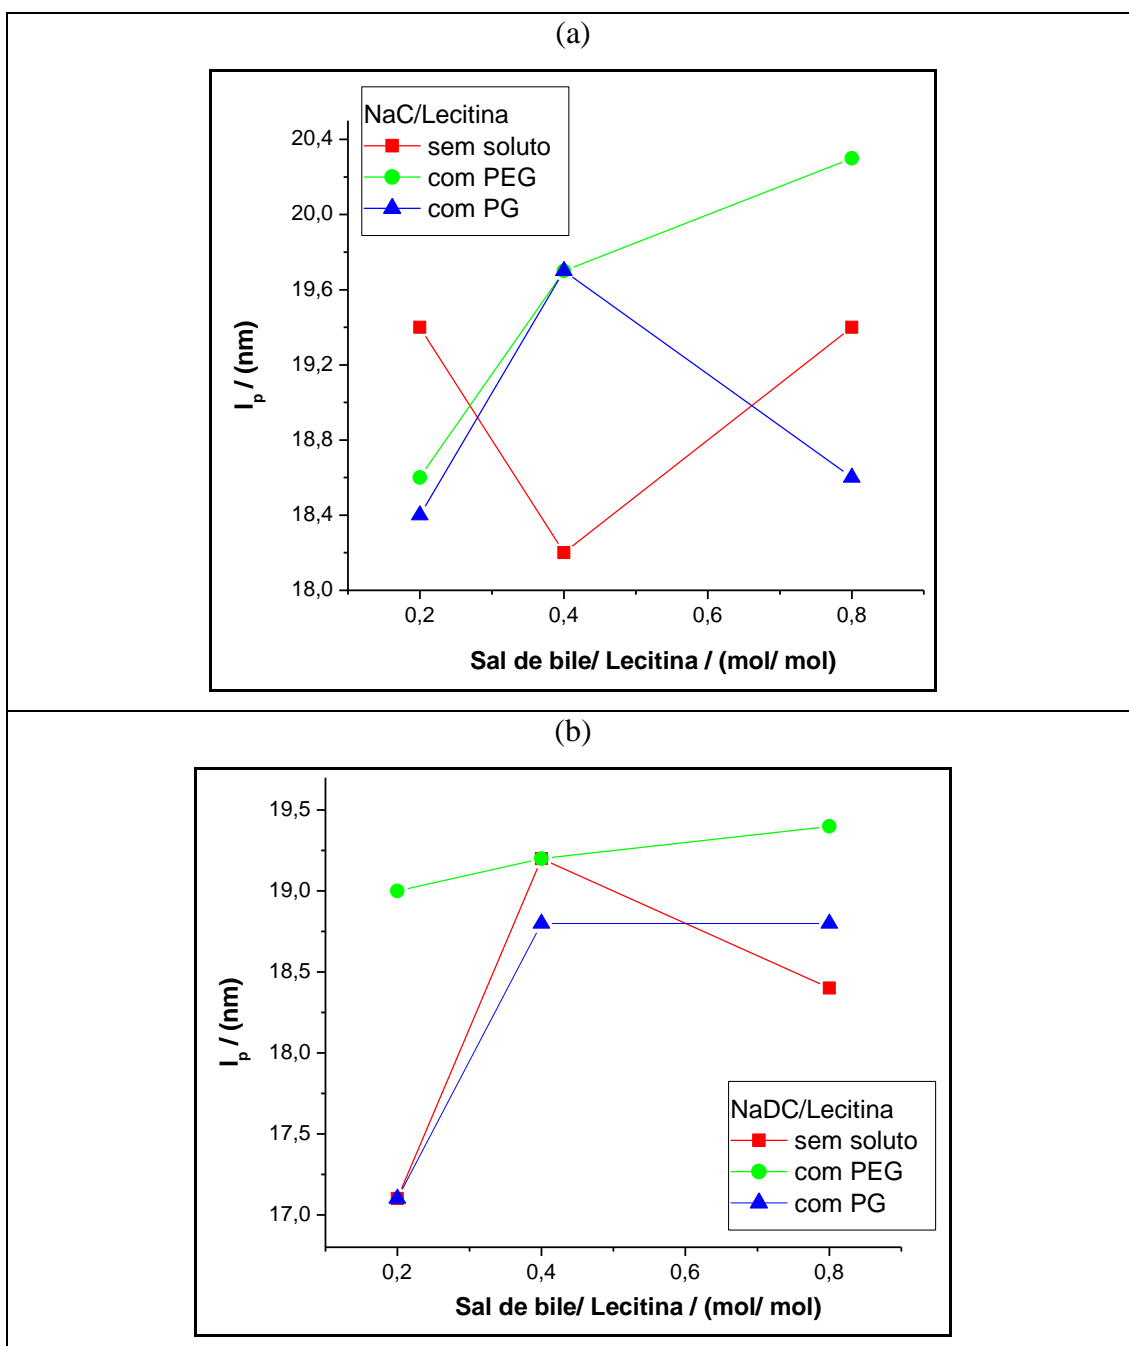 (a)
NaC/Lecitina
sem soluto
com PEG
com PG
20,4
20,0
19,6
19,2
18,8
18,4
18,0
lp / (nm)
0,2 0,4 0,6 0,8
Sal de bile/ Lecitina / (mol/ mol)
(b)
19,5
19,0
18,5
18,0
17,5
17,0
lp / (nm)
NaDC/Lecitina
sem soluto
com PEG
com PG
0,2 0,4 0,6 0,8
Sal de bile/ Lecitina / (mol/ mol)